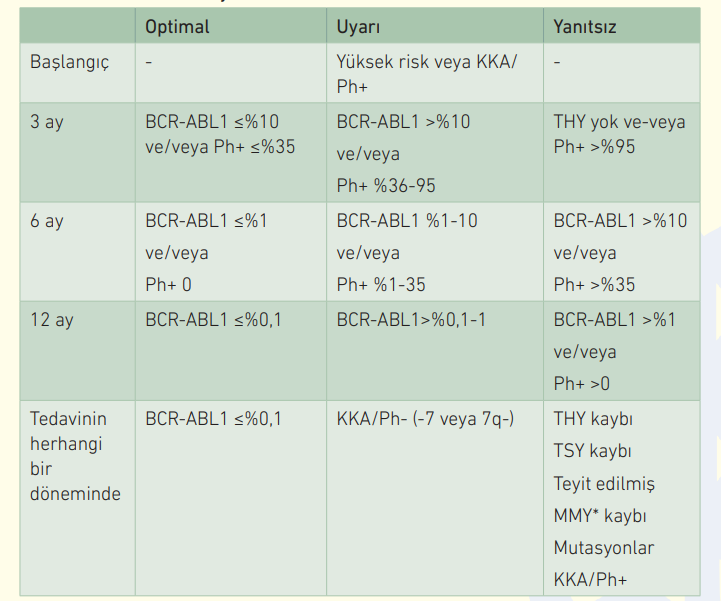 Optimal Uyarı Yanıtsız
Başlangıç - Yüksek risk veya KKA/ -
Ph+
3 ay BCR-ABL1 ≤%10 BCR-ABL1 >%10 THY yok ve-veya
ve/veya Ph+ ≤%35 ve/veya Ph+ >%95
Ph+ %36-95
6 ay BCR-ABL1 ≤%1 BCR-ABL1 %1-10 BCR-ABL1 >%10
ve/veya ve/veya ve/veya
Ph+ 0 Ph+ %1-35 Ph+ >%35
12 ay BCR-ABL1 ≤%0,1 BCR-ABL1>%0,1-1 BCR-ABL1 >%1
ve/veya
Ph+ >0
Tedavinin BCR-ABL1 ≤%0,1 KKA/Ph- (-7 veya 7q-) THY kaybı
herhangi TSY kaybı
bir Teyit edilmiş
döneminde MMY* kaybı
Mutasyonlar
KKA/Ph+